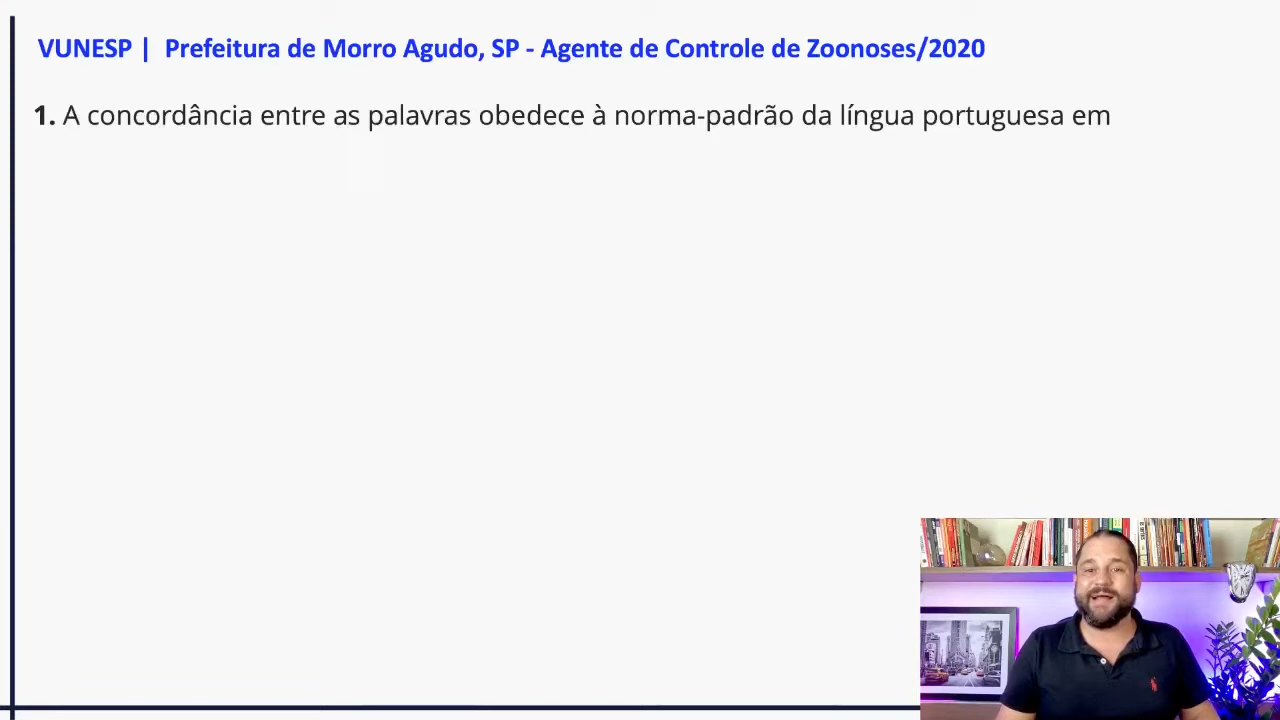 VUNESP | Prefeitura de Morro Agudo, SP - Agente de Controle de Zoonoses/2020
1. A concordância entre as palavras obedece à norma-padrão da língua portuguesa em